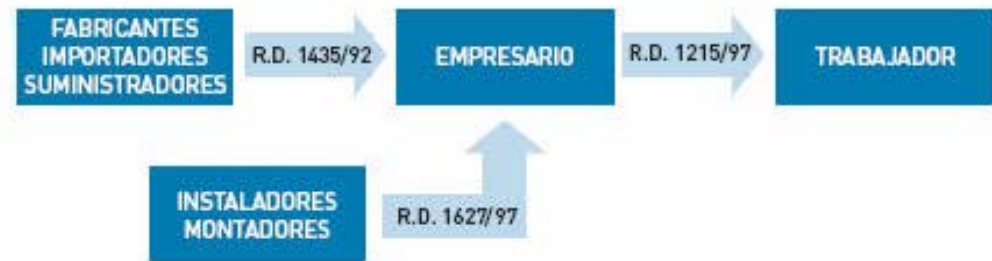 FABRICANTES
IMPORTADORES
SUMINISTRADORES
R.D. 1435/92
EMPRESARIO
R.D. 1215/97
TRABAJADOR
INSTALADORES
MONTADORES
R.D. 1627/97